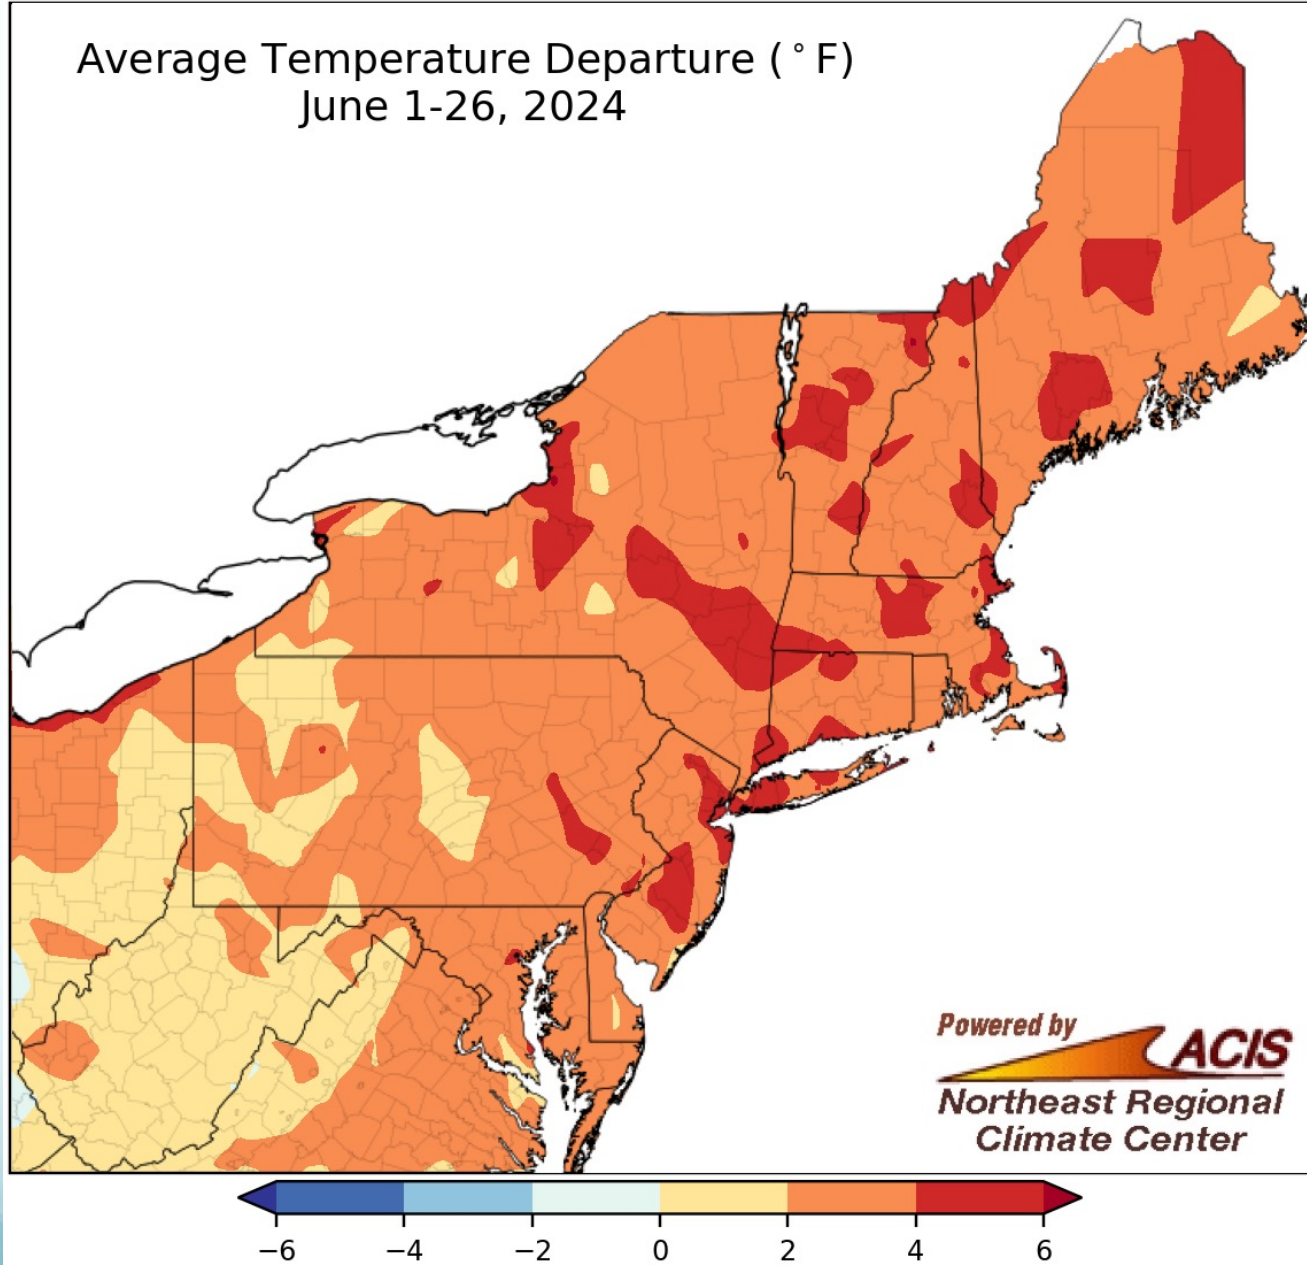 Average Temperature Departure (°F)
June 1-26, 2024
Powered by
ACIS
Northeast Regional
Climate Center
−6 −4 −2 0 2 4 6